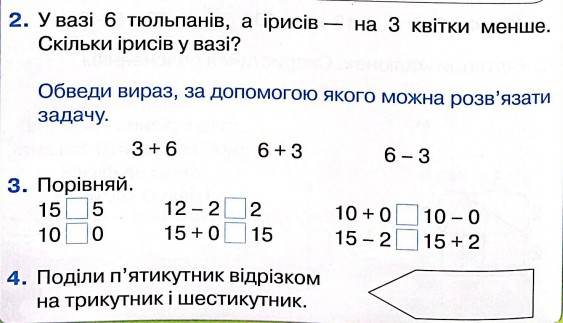 2. У вазі 6 тюльпанів, а ірисів — на 3 квітки менше.
Скільки ірисів у вазі?
Обведи вираз, за допомогою якого можна розв'язати
задачу.
3 + 6 6 + 3 6 – 3
3. Порівняй.
15 □ 5 12 – 2 □ 2 10 + 0 □ 10 – 0
10 □ 0 15 + 0 □ 15 15 – 2 □ 15 + 2
4. Поділи п'ятикутник відрізком
на трикутник і шестикутник.